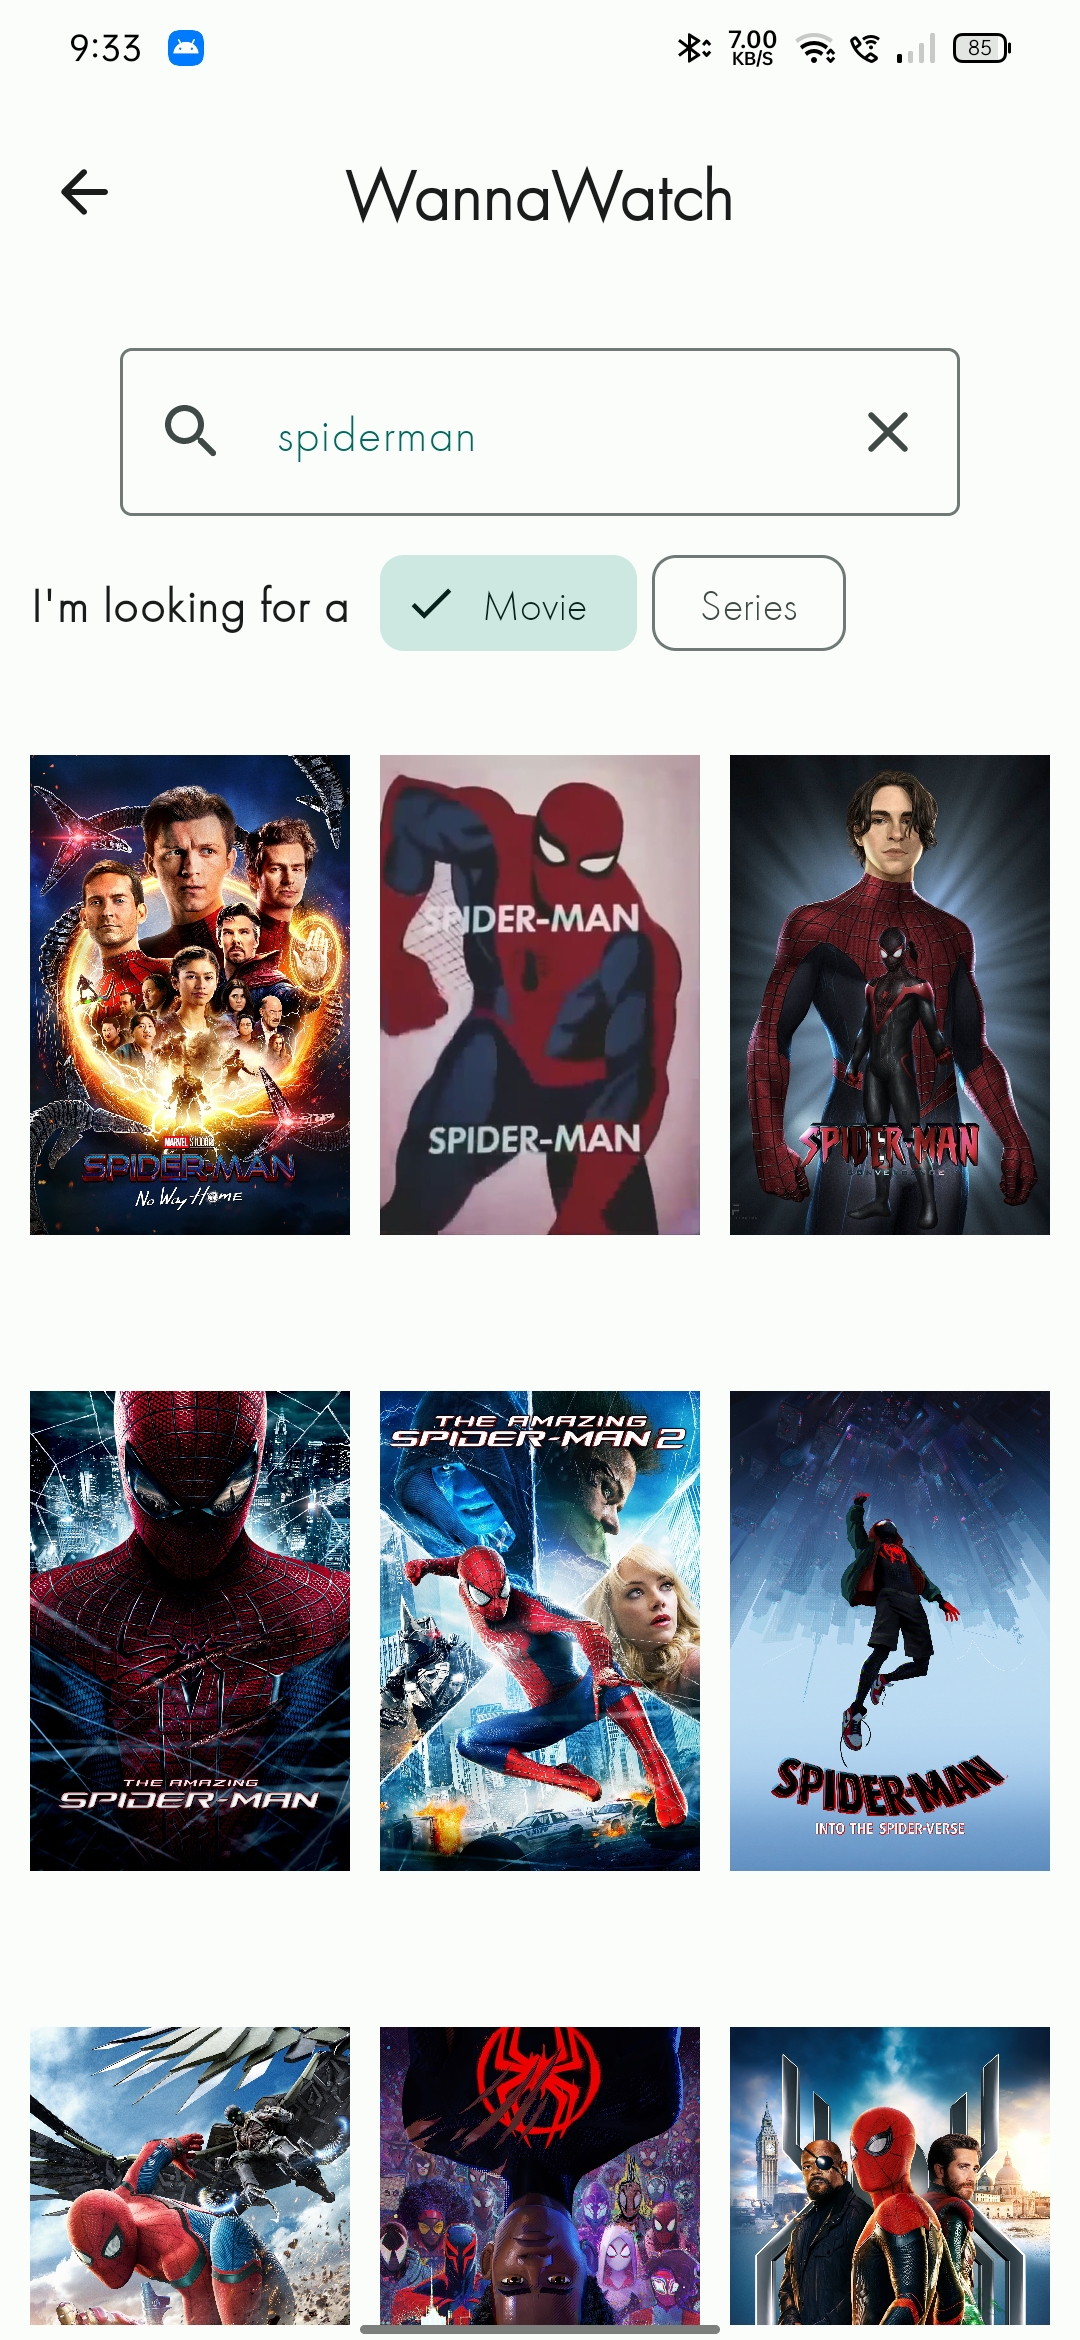 9:33
7.00
KB/S
85
WannaWatch
spiderman
I'm looking for a
Movie
Series
MARVEL STUDIOS
SPIDER-MAN
No Way Home
SPIDER-MAN
SPIDER-MAN
SPIDER-MAN
THE AMAZING
SPIDER-MAN
THE AMAZING
SPIDER-MAN 2
SPIDER-MAN
INTO THE SPIDER-VERSE